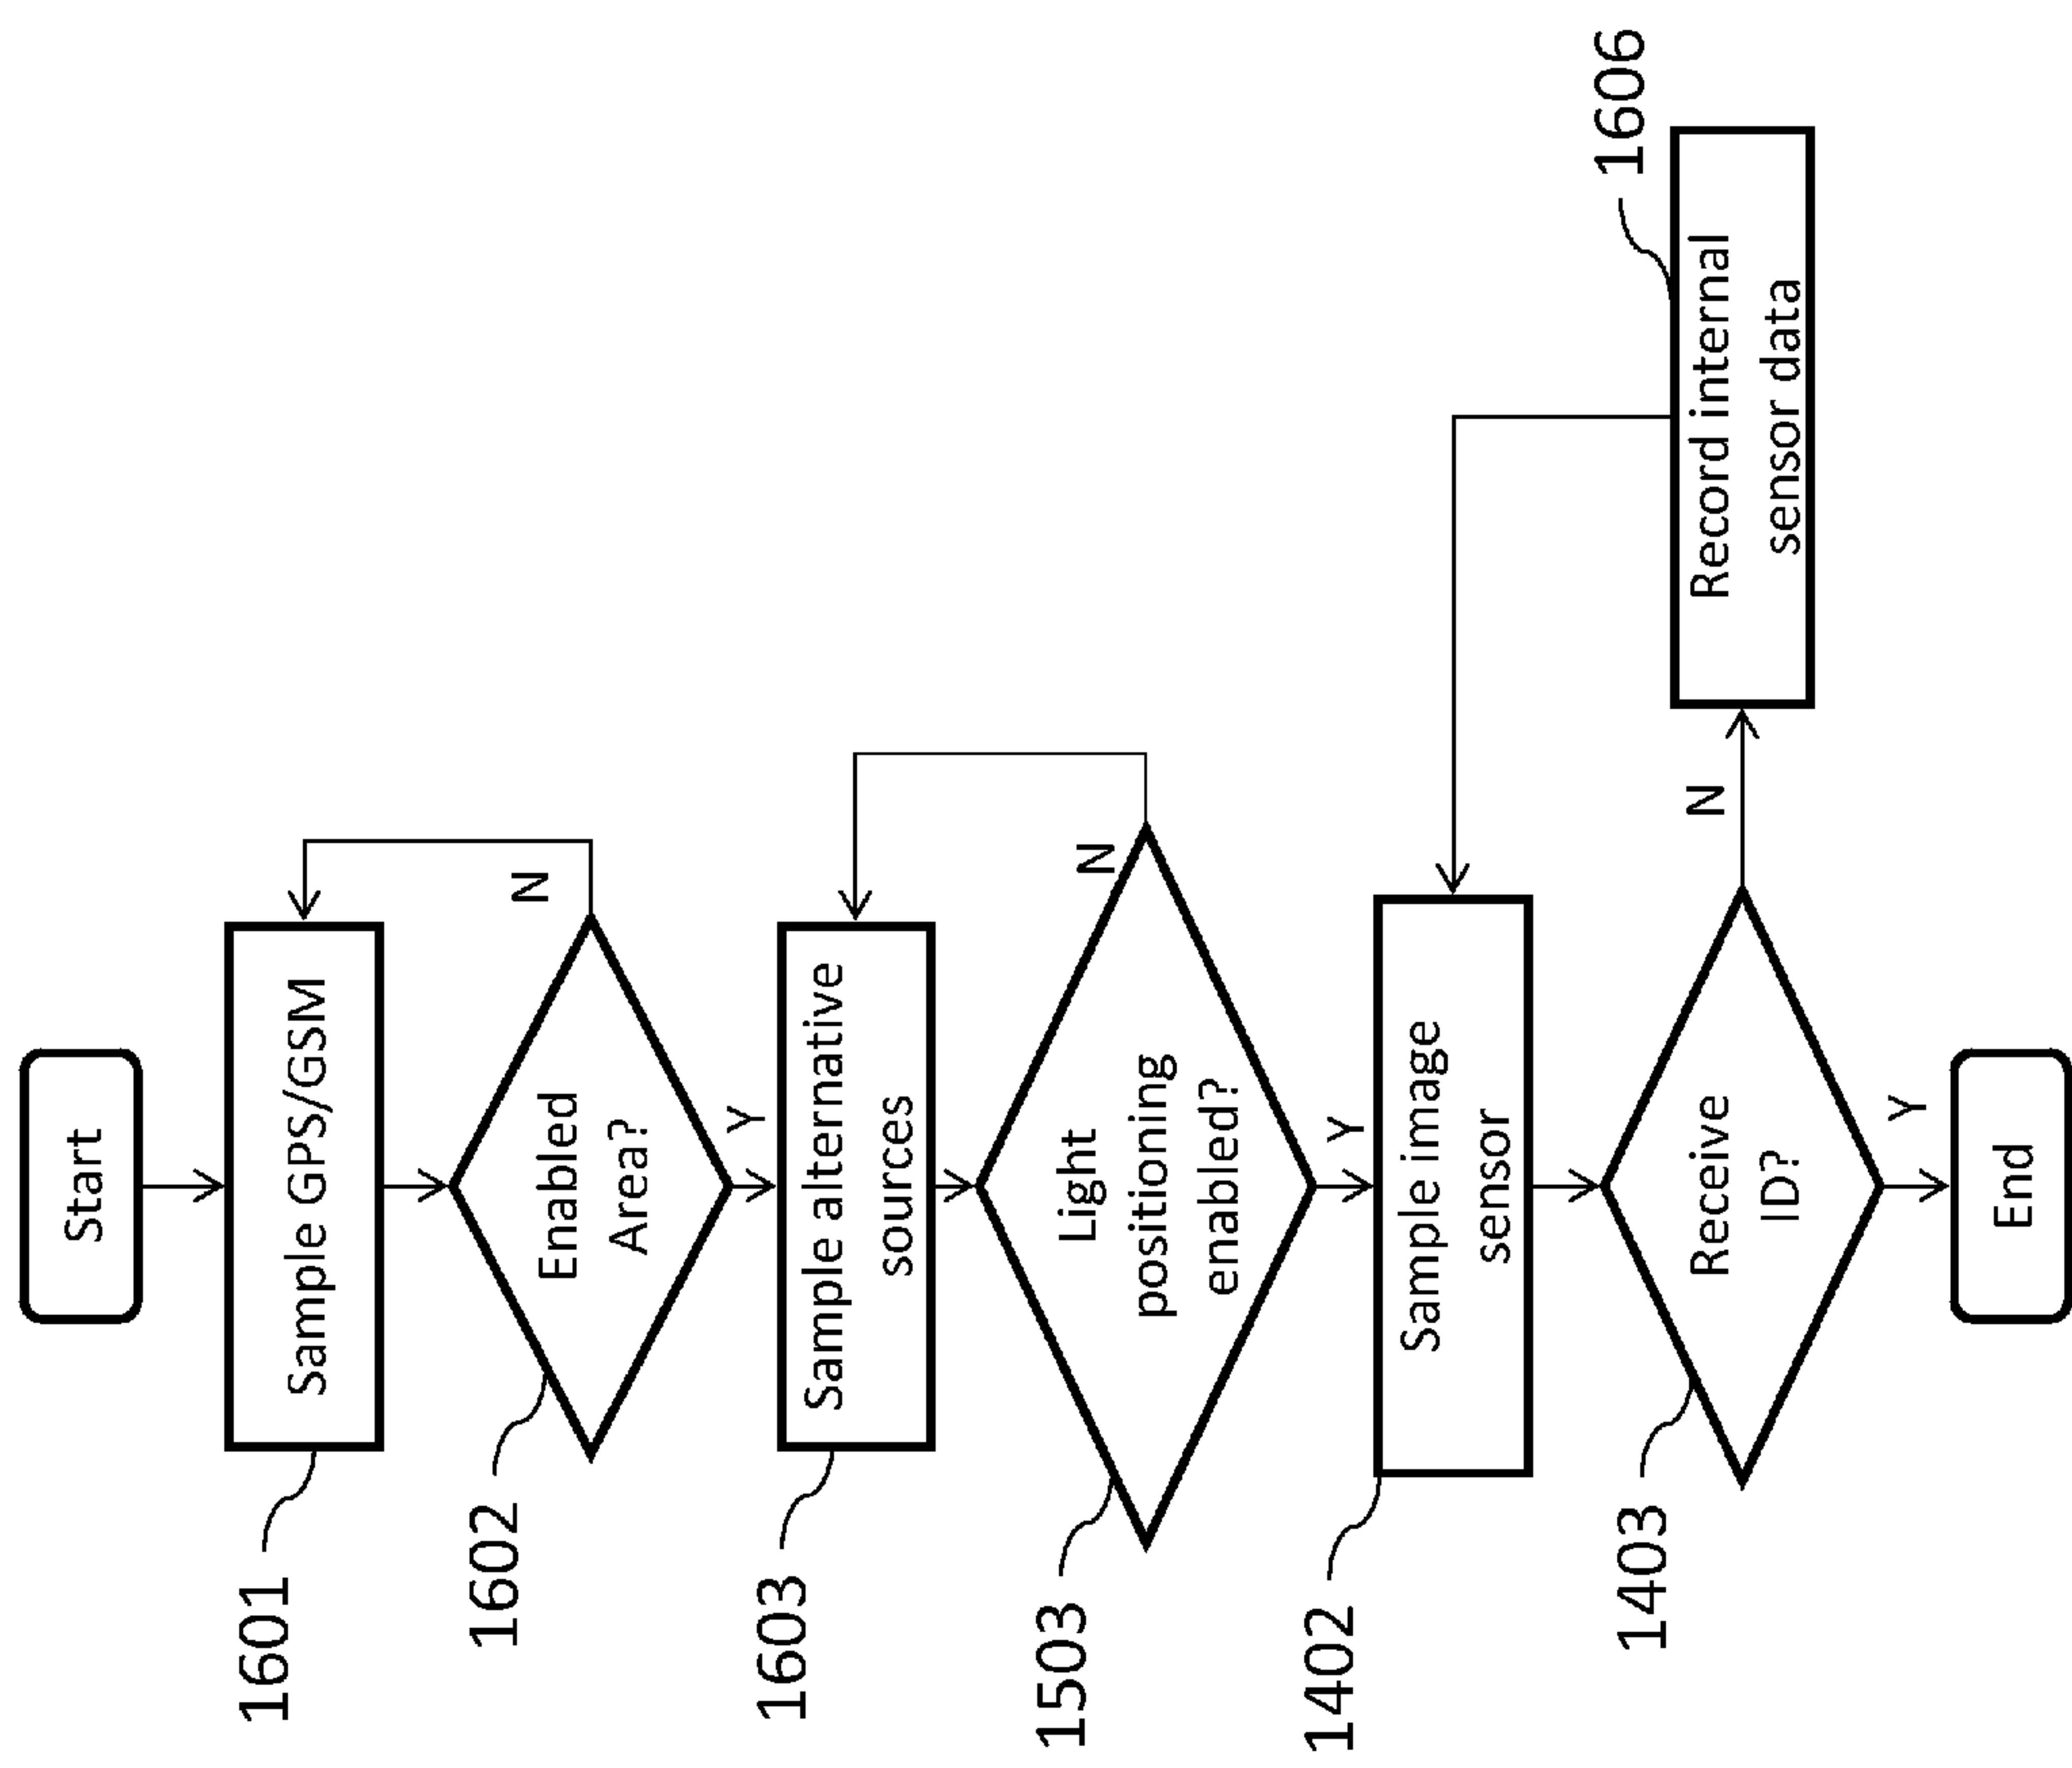 Start
1601
Sample GPS/GSM
1602
Enabled
Area?
N
Y
1603
Sample alternative
sources
1503
Light
positioning
enabled?
N
Y
1402
Sample image
sensor
1403
Receive
ID?
N
1606
Record internal
sensor data
Y
End